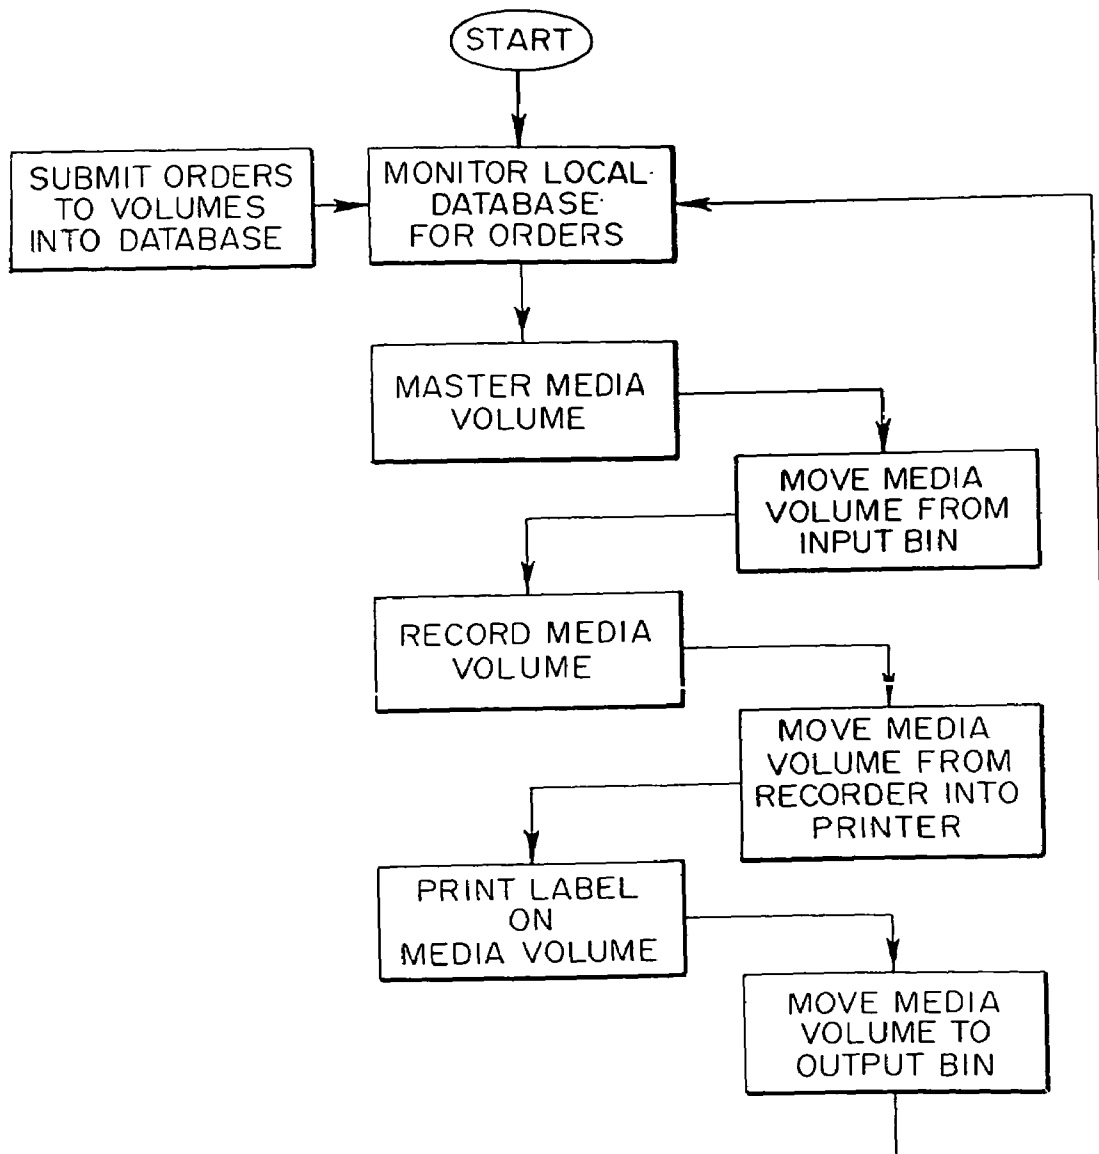 START
SUBMIT ORDERS
TO VOLUMES
INTO DATABASE
MONITOR LOCAL
DATABASE
FOR ORDERS
MASTER MEDIA
VOLUME
MOVE MEDIA
VOLUME FROM
INPUT BIN
RECORD MEDIA
VOLUME
MOVE MEDIA
VOLUME FROM
RECORDER INTO
PRINTER
PRINT LABEL
ON
MEDIA VOLUME
MOVE MEDIA
VOLUME TO
OUTPUT BIN